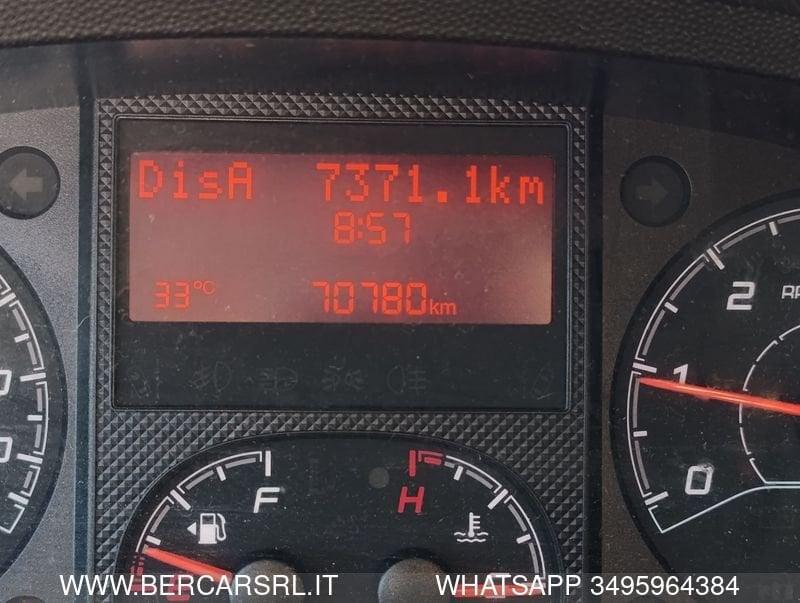 DisA 7371.1km
8:57
33°C 70780km
2
1
0
F H
WWW.BERCARSRL.IT WHATSAPP 3495964384